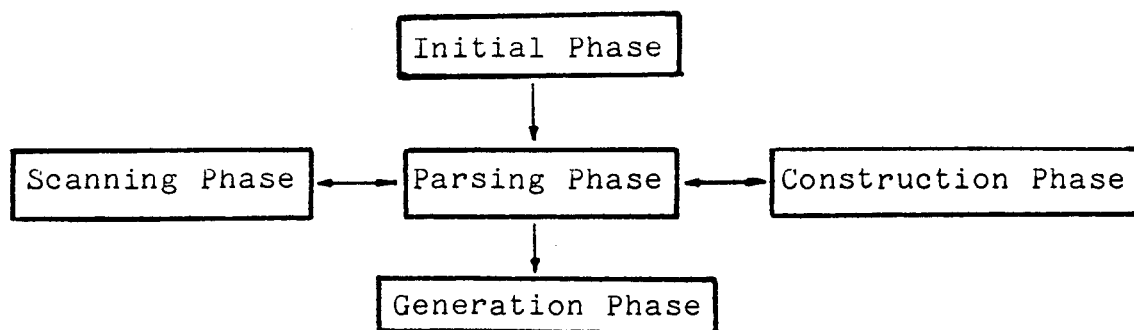 Initial Phase
Scanning Phase
Parsing Phase
Construction Phase
Generation Phase